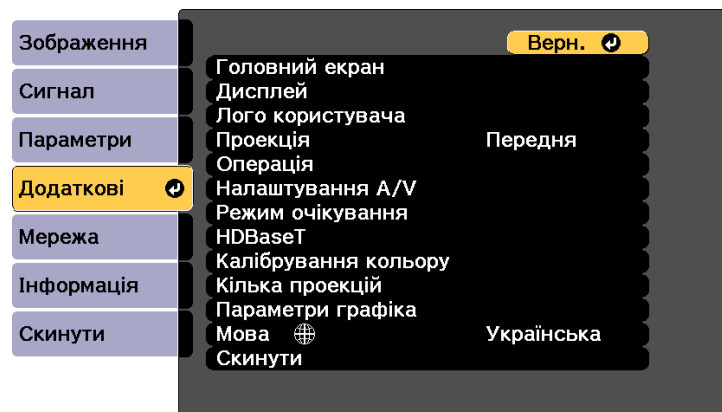 Зображення
Сигнал
Параметри
Додаткові
Мережа
Інформація
Скинути
Верн.
Головний екран
Дисплей
Лого користувача
Проекція Передня
Операція
Налаштування A/V
Режим очікування
HDBaseT
Калібрування кольору
Кілька проекцій
Параметри графіка
Мова Українська
Скинути